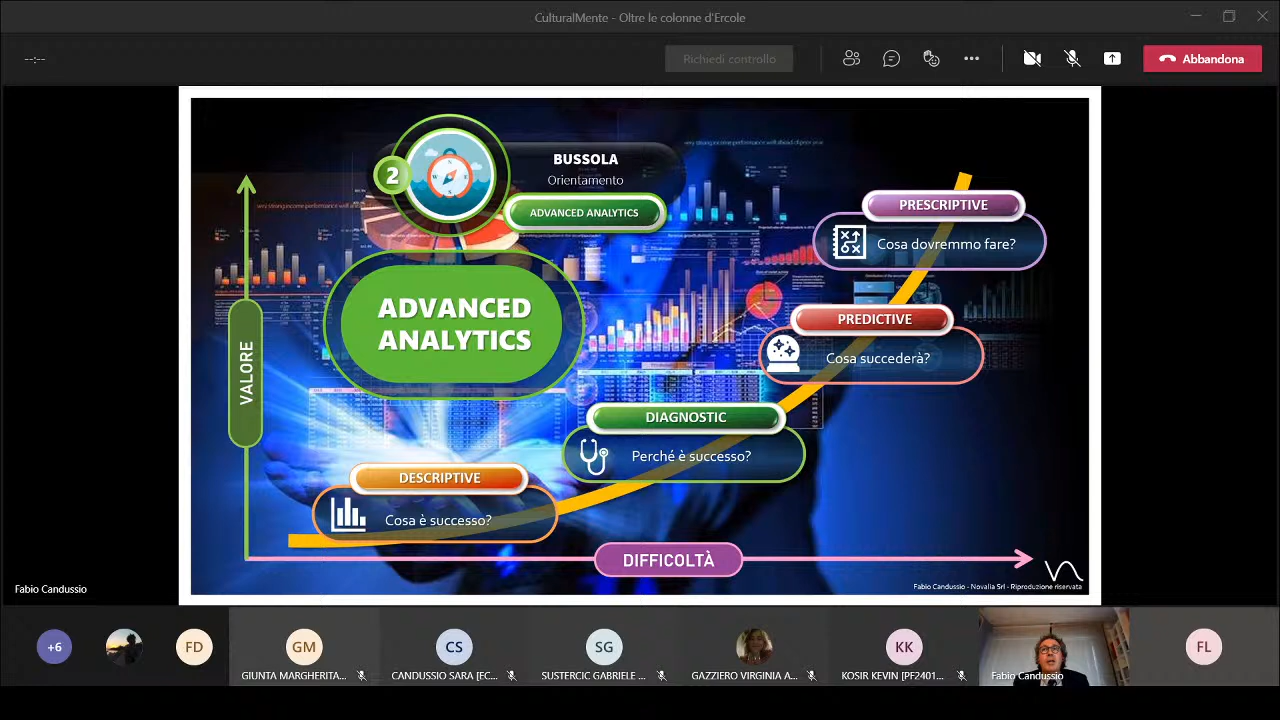 CulturalMente - Oltre le colonne d'Ercole
--:--
Richiedi controllo
Abbandona
2
BUSSOLA
Orientamento
ADVANCED ANALYTICS
ADVANCED
ANALYTICS
VALORE
PRESCRIPTIVE
Cosa dovremmo fare?
PREDICTIVE
Cosa succederà?
DIAGNOSTIC
Perché è successo?
DESCRIPTIVE
Cosa è successo?
DIFFICOLTÀ
Fabio Candussio - Novalia Srl - Riproduzione riservata
Fabio Candussio
+6
FD
GM
CS
SG
KK
FL
GIUNTA MARGHERITA...
CANDUSSIO SARA [EC...
SUSTERCIC GABRIELE ...
GAZZIERO VIRGINIA A...
KOSIR KEVIN [PF2401...
Fabio Candussio